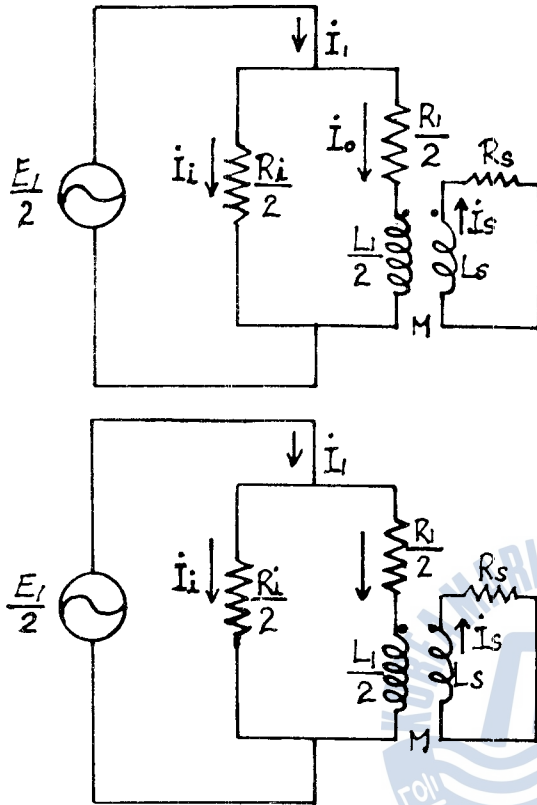 İ₁
E₁/2
İi
Ri/2
İo
R₁/2
L₁/2
Rs
İs
Ls
M
İ₁
E₁/2
İi
Ri/2
R₁/2
L₁/2
Rs
İs
Ls
M